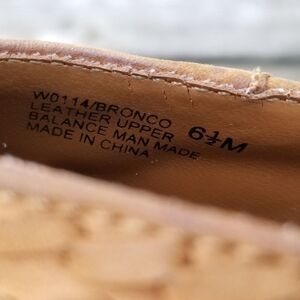 W0114/BRONCO
LEATHER UPPER 6½M
BALANCE MAN MADE
MADE IN CHINA